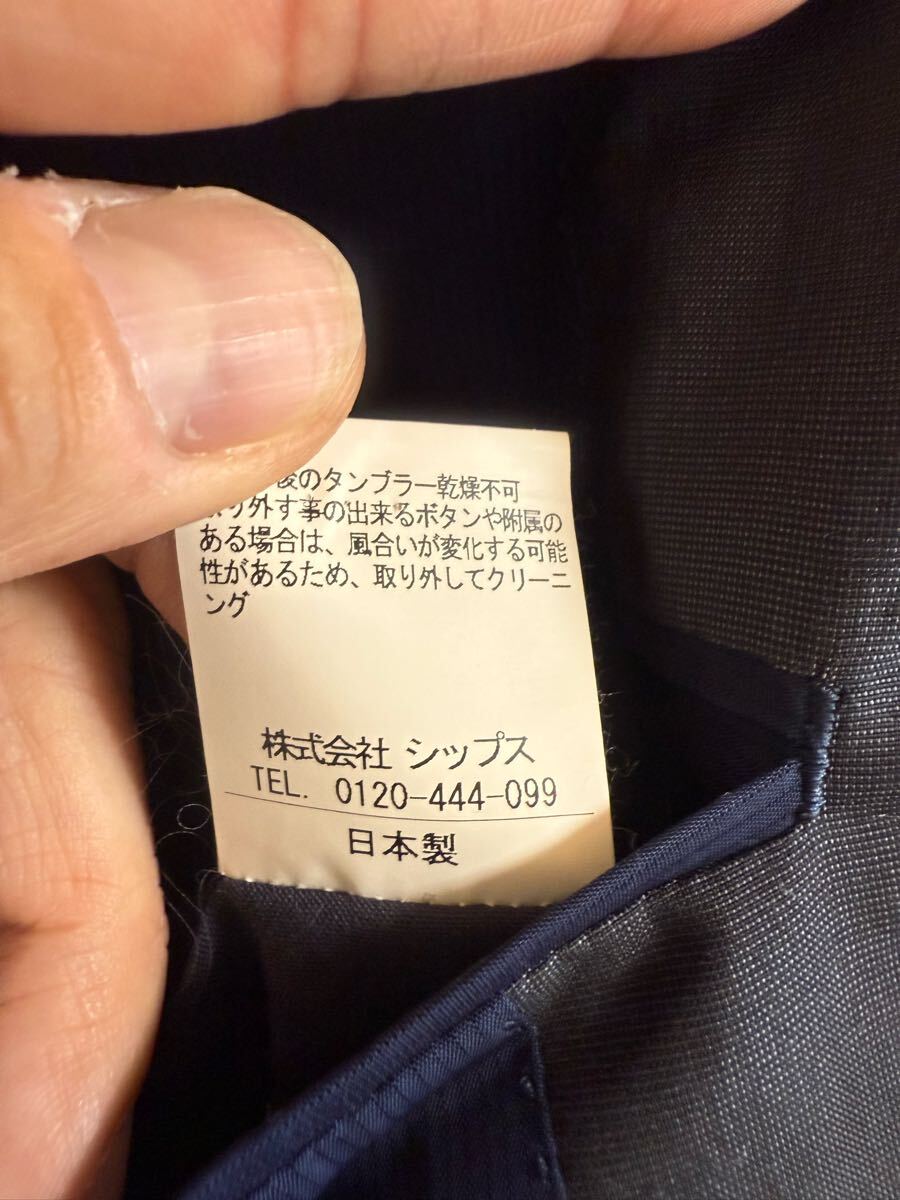 後のタンブラー乾燥不可
り外す事の出来るボタンや附属の
ある場合は、風合いが変化する可能
性があるため、取り外してクリーニ
ング
株式会社 シップス
TEL. 0120-444-099
日本製